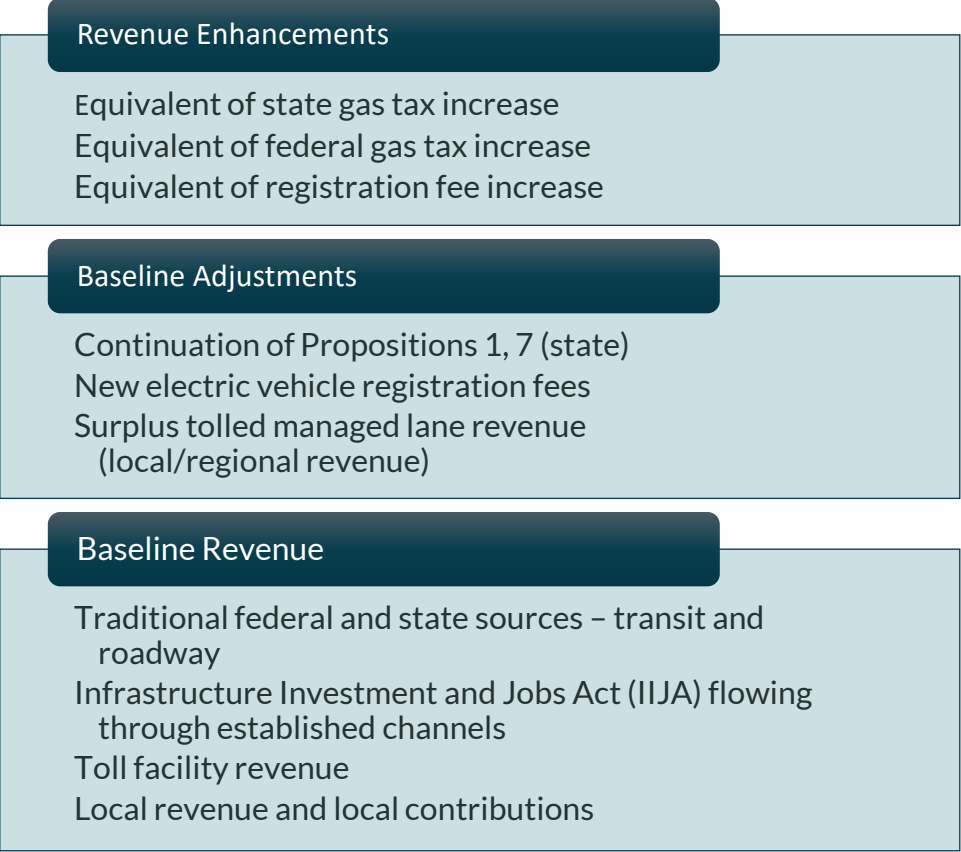 Revenue Enhancements
Equivalent of state gas tax increase
Equivalent of federal gas tax increase
Equivalent of registration fee increase
Baseline Adjustments
Continuation of Propositions 1, 7 (state)
New electric vehicle registration fees
Surplus tolled managed lane revenue
(local/regional revenue)
Baseline Revenue
Traditional federal and state sources – transit and
roadway
Infrastructure Investment and Jobs Act (IIJA) flowing
through established channels
Toll facility revenue
Local revenue and local contributions